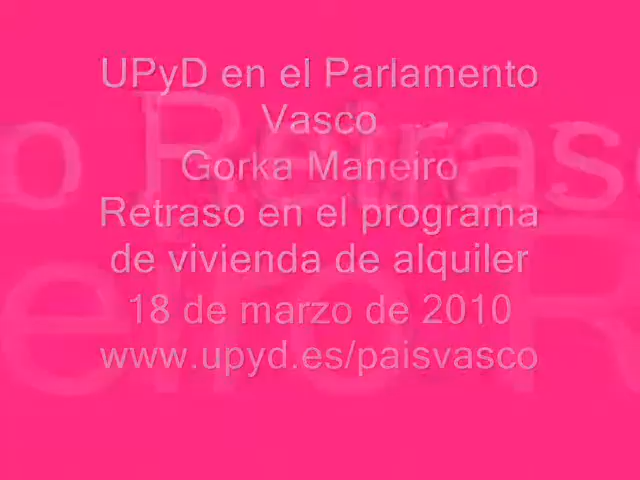 UPyD en el Parlamento
Vasco
Gorka Maneiro
Retraso en el programa
de vivienda de alquiler
18 de marzo de 2010
www.upyd.es/paisvasco